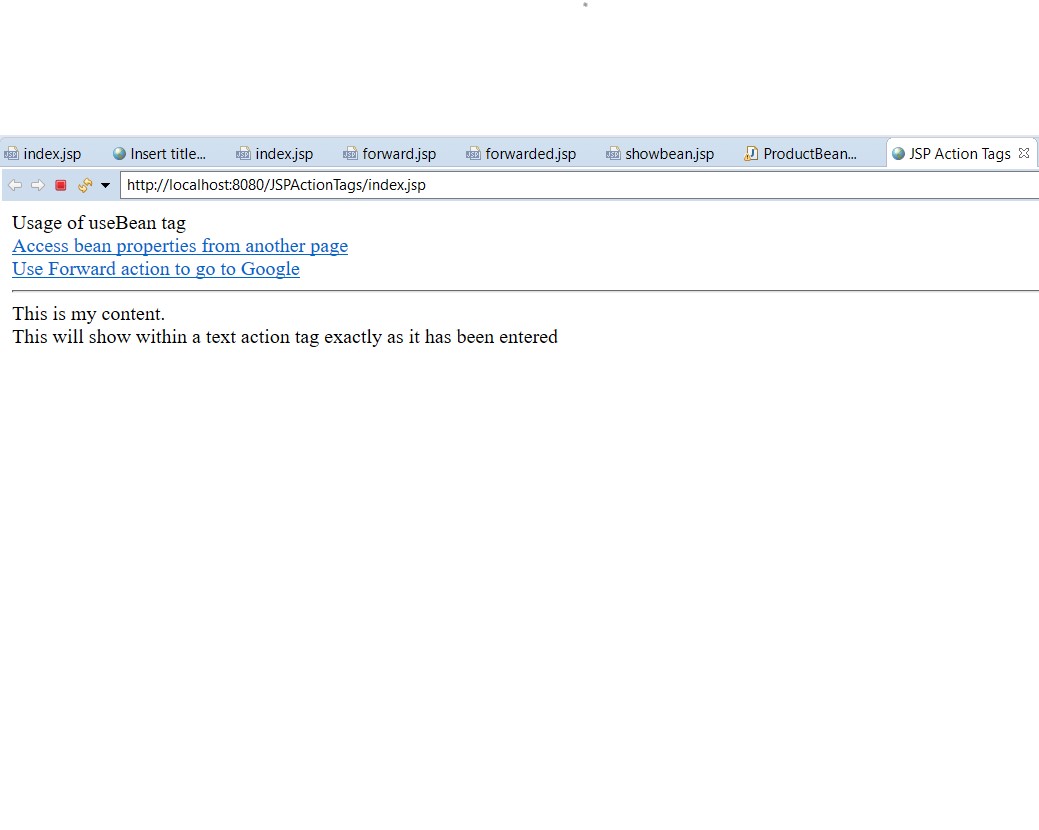 index.jsp Insert title... index.jsp forward.jsp forwarded.jsp showbean.jsp ProductBean... JSP Action Tags
http://localhost:8080/JSPActionTags/index.jsp
Usage of useBean tag
Access bean properties from another page
Use Forward action to go to Google
This is my content.
This will show within a text action tag exactly as it has been entered